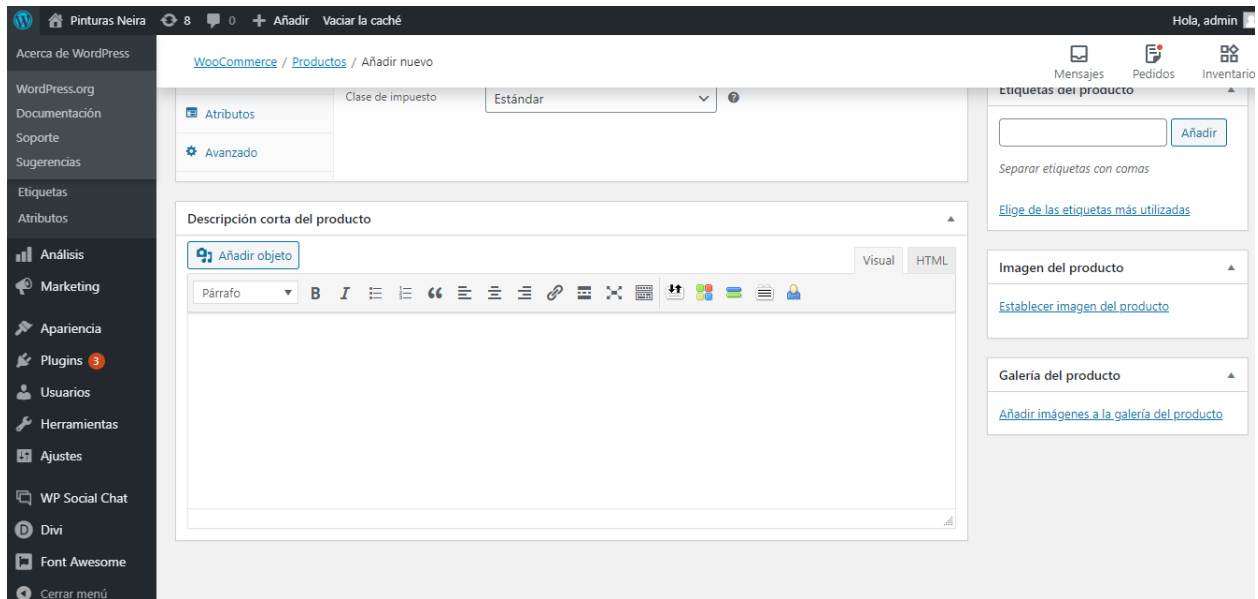 Pinturas Neira 8 0 Añadir Vaciar la caché Hola, admin
Acerca de WordPress
WordPress.org
Documentación
Soporte
Sugerencias
Etiquetas
Atributos
Análisis
Marketing
Apariencia
Plugins 3
Usuarios
Herramientas
Ajustes
WP Social Chat
Divi
Font Awesome
Cerrar menú
WooCommerce / Productos / Añadir nuevo
Mensajes Pedidos Inventario
Clase de impuesto Estándar
Atributos
Avanzado
Descripción corta del producto
Añadir objeto
Visual HTML
Párrafo B I
Etiquetas del producto
Añadir
Separar etiquetas con comas
Elige de las etiquetas más utilizadas
Imagen del producto
Establecer imagen del producto
Galería del producto
Añadir imágenes a la galería del producto